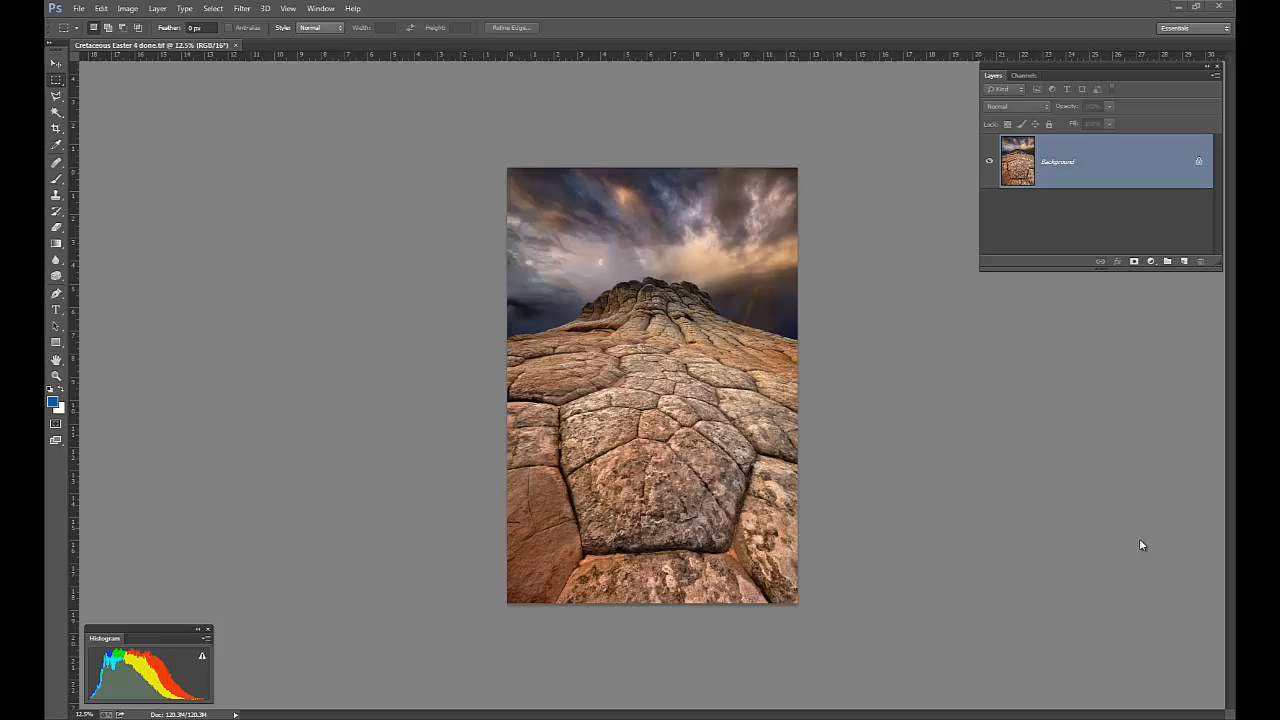 Ps File Edit Image Layer Type Select Filter 3D View Window Help
Feather: 0 px Anti-alias Style: Normal Width: Height: Refine Edge... Essentials
Cretaceous Easter 4 done.tif @ 12.5% (RGB/16*) ×
Layers Channels
Kind
Normal Opacity: 100%
Lock: Fill: 100%
Background
Histogram
12.5% Doc: 120.3M/120.3M